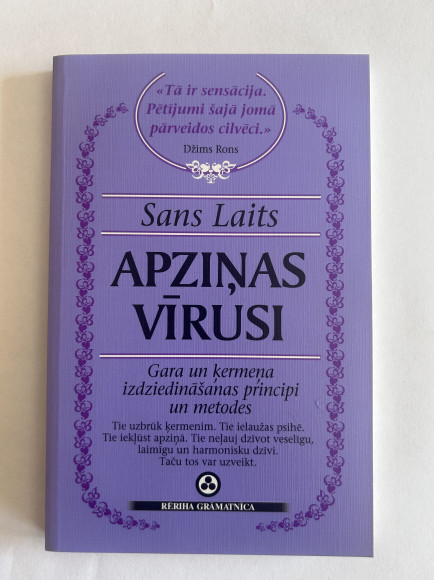 «Tā ir sensācija.
Pētījumi šajā jomā
pārveidos cilvēci.»
Džims Rons
Sans Laits
APZIŅAS
VĪRUSI
Gara un ķermeņa
izdziedināšanas principi
un metodes
Tie uzbrūk ķermenim. Tie ielaužas psihē.
Tie iekļūst apziņā. Tie neļauj dzīvot veselīgu,
laimīgu un harmonisku dzīvi.
Taču tos var uzveikt.
RĒRIHA GRĀMATNĪCA